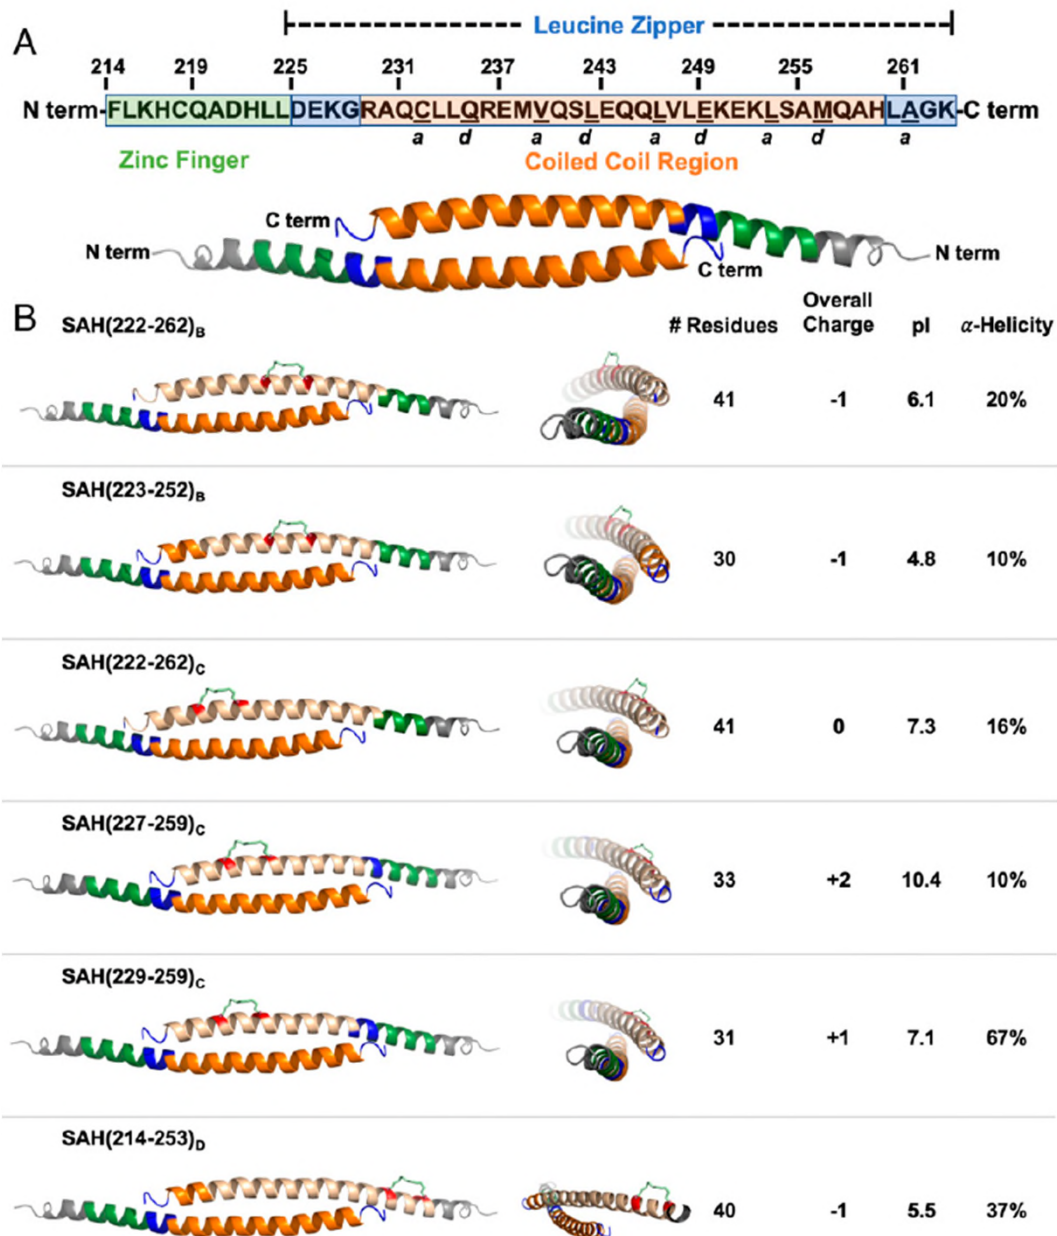 A
Leucine Zipper
214 219 225 231 237 243 249 255 261
N term-FLKHCQADHLLDEKGRAQCLLQREMVQSLEQQLVLEKEKLSAMQAHLAGK-C term
a d a d a d a d a
Zinc Finger Coiled Coil Region
C term
N term N term
C term
B
SAH(222-262)B # Residues Overall Charge pI α-Helicity
41 -1 6.1 20%
SAH(223-252)B
30 -1 4.8 10%
SAH(222-262)C
41 0 7.3 16%
SAH(227-259)C
33 +2 10.4 10%
SAH(229-259)C
31 +1 7.1 67%
SAH(214-253)D
40 -1 5.5 37%